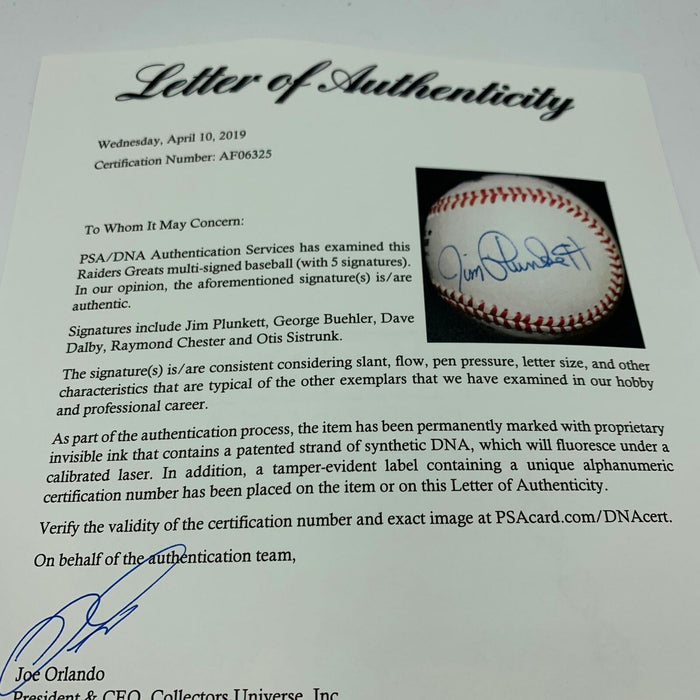 Letter of Authenticity
Wednesday, April 10, 2019
Certification Number: AF06325
Jim Plunkett
To Whom It May Concern:
PSA/DNA Authentication Services has examined this
Raiders Greats multi-signed baseball (with 5 signatures).
In our opinion, the aforementioned signature(s) is/are
authentic.
Signatures include Jim Plunkett, George Buehler, Dave
Dalby, Raymond Chester and Otis Sistrunk.
The signature(s) is/are consistent considering slant, flow, pen pressure, letter size, and other
characteristics that are typical of the other exemplars that we have examined in our hobby
and professional career.
As part of the authentication process, the item has been permanently marked with proprietary
invisible ink that contains a patented strand of synthetic DNA, which will fluoresce under a
calibrated laser. In addition, a tamper-evident label containing a unique alphanumeric
certification number has been placed on the item or on this Letter of Authenticity.
Verify the validity of the certification number and exact image at PSAcard.com/DNAcert.
On behalf of the authentication team,
Joe Orlando
President & CEO, Collectors Universe, Inc